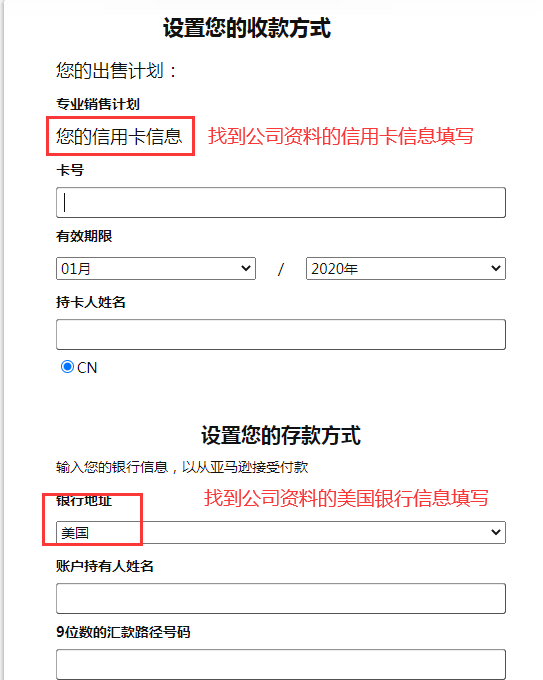 设置您的收款方式
您的出售计划：
专业销售计划
您的信用卡信息 找到公司资料的信用卡信息填写
卡号
有效期限
01月 / 2020年
持卡人姓名
CN
设置您的存款方式
输入您的银行信息，以从亚马逊接受付款
银行地址 找到公司资料的美国银行信息填写
美国
账户持有人姓名
9位数的汇款路径号码